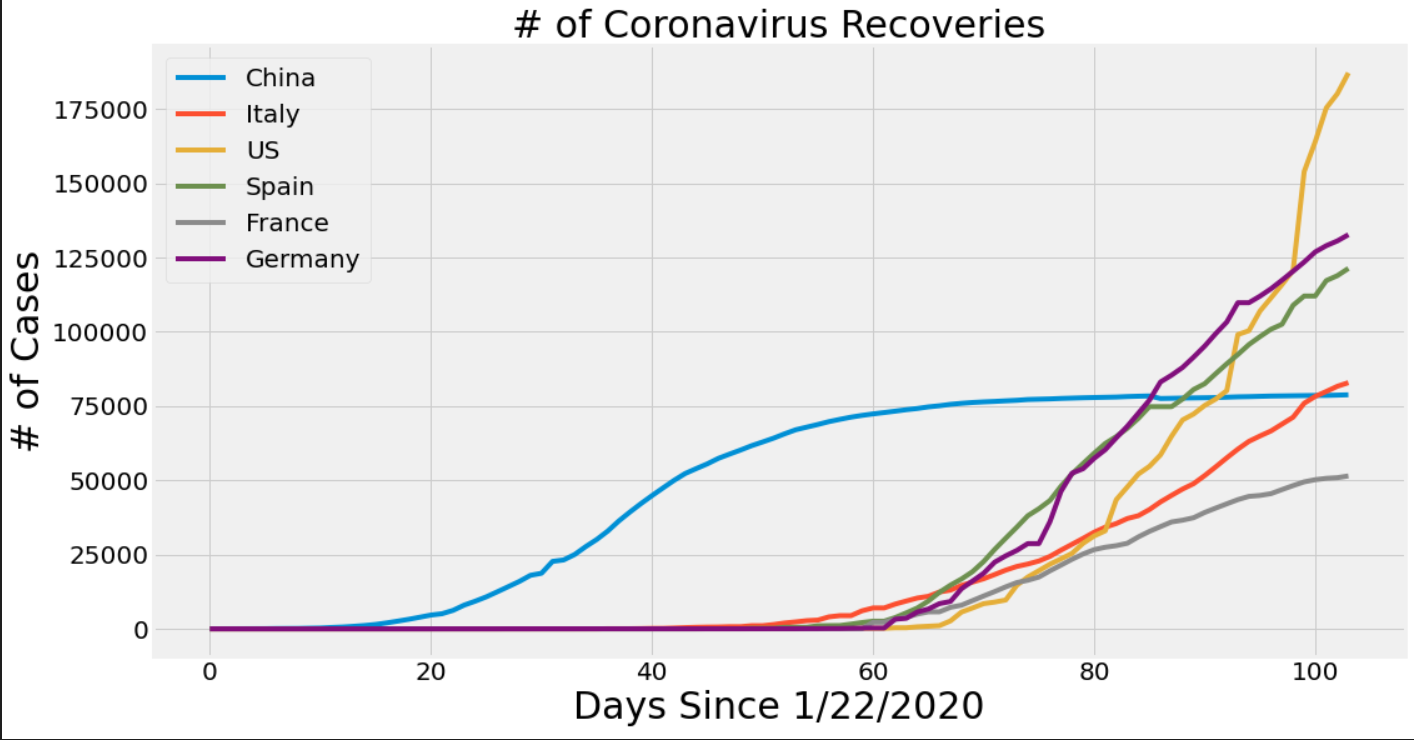 # of Coronavirus Recoveries
China
Italy
US
Spain
France
Germany
175000
150000
125000
100000
75000
50000
25000
0
# of Cases
0 20 40 60 80 100
Days Since 1/22/2020